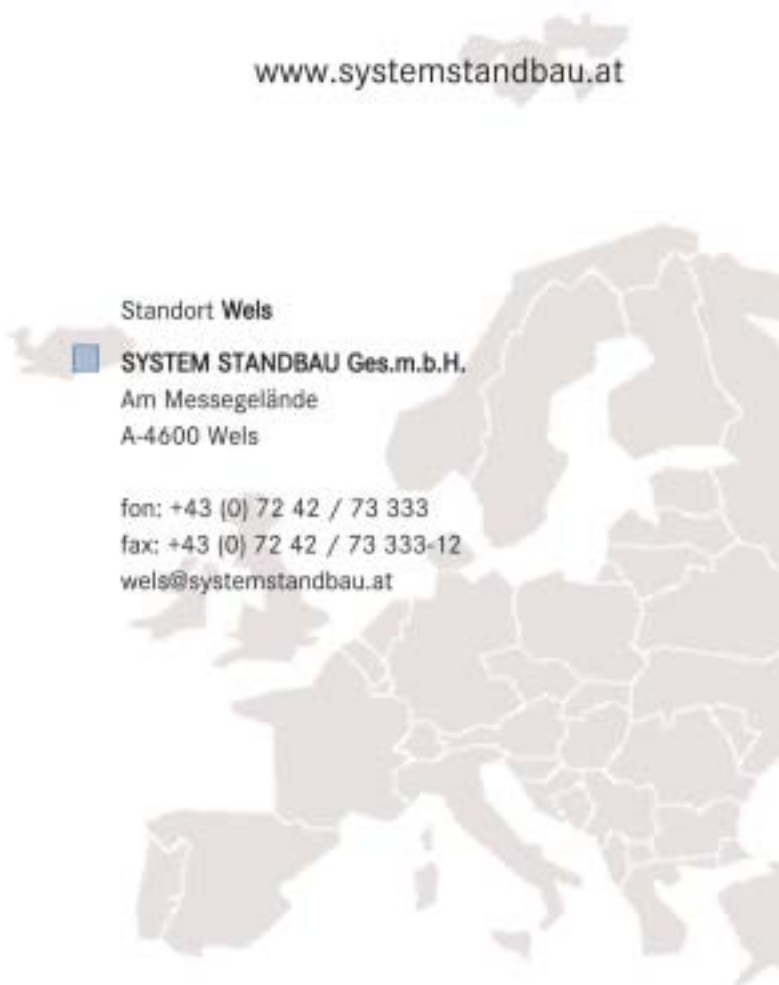 www.systemstandbau.at
Standort Wels
SYSTEM STANDBAU Ges.m.b.H.
Am Messegelände
A-4600 Wels
fon: +43 (0) 72 42 / 73 333
fax: +43 (0) 72 42 / 73 333-12
wels@systemstandbau.at